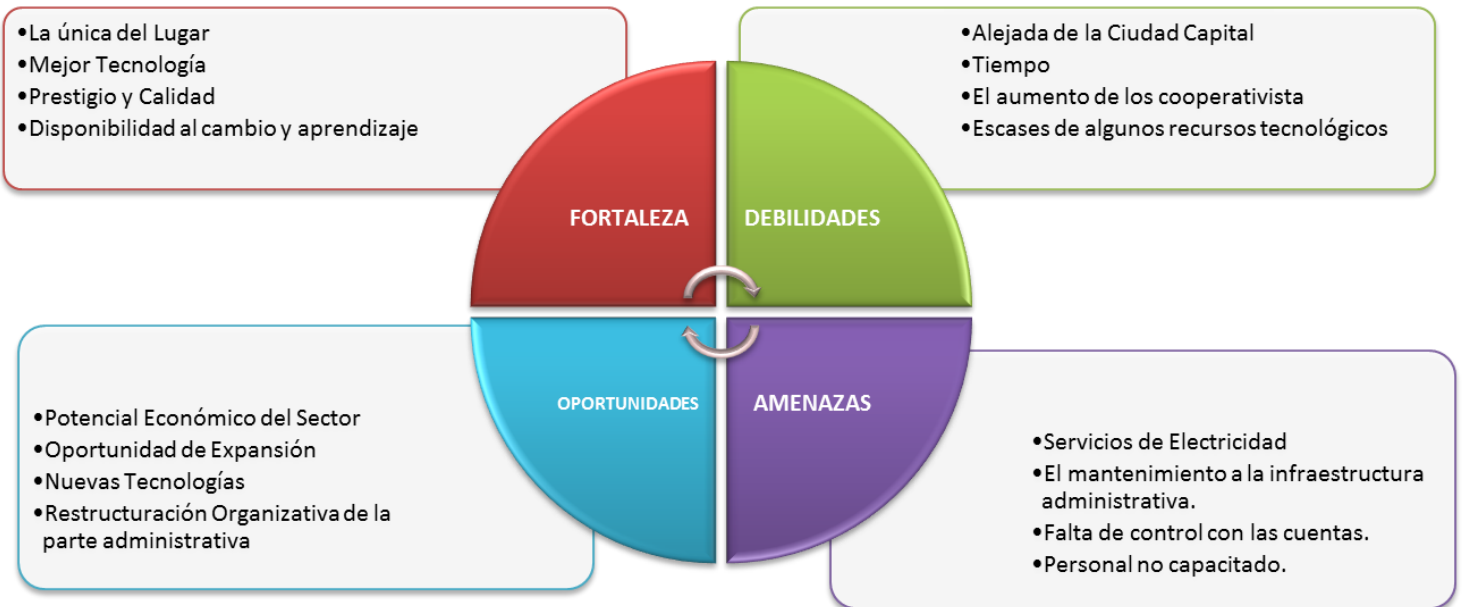 •La única del Lugar
•Mejor Tecnología
•Prestigio y Calidad
•Disponibilidad al cambio y aprendizaje
•Alejada de la Ciudad Capital
•Tiempo
•El aumento de los cooperativista
•Escases de algunos recursos tecnológicos
FORTALEZA
DEBILIDADES
OPORTUNIDADES
AMENAZAS
•Potencial Económico del Sector
•Oportunidad de Expansión
•Nuevas Tecnologías
•Restructuración Organizativa de la
parte administrativa
•Servicios de Electricidad
•El mantenimiento a la infraestructura
administrativa.
•Falta de control con las cuentas.
•Personal no capacitado.